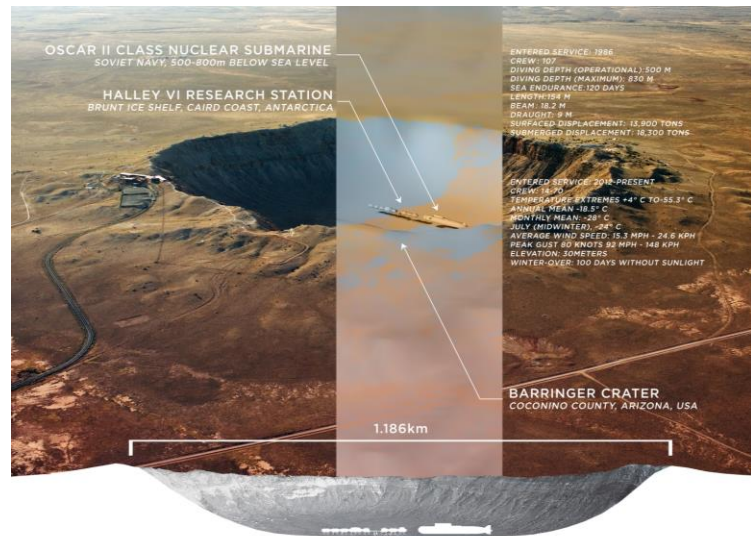 OSCAR II CLASS NUCLEAR SUBMARINE
SOVIET NAVY, 500-800m BELOW SEA LEVEL
HALLEY VI RESEARCH STATION
BRUNT ICE SHELF, CAIRD COAST, ANTARCTICA
ENTERED SERVICE: 1986
CREW: 107
DIVING DEPTH (OPERATIONAL): 500 M
DIVING DEPTH (MAXIMUM): 830 M
SEA ENDURANCE: 120 DAYS
LENGTH: 154 M
BEAM: 18.2 M
DRAUGHT: 9 M
SURFACED DISPLACEMENT: 13,900 TONS
SUBMERGED DISPLACEMENT: 18,300 TONS
ENTERED SERVICE: 2012-PRESENT
CREW: 14-70
TEMPERATURE EXTREMES +4° C TO-55.3° C
ANNUAL MEAN -18.5° C
MONTHLY MEAN: -28° C
JULY (MIDWINTER), -24° C
AVERAGE WIND SPEED: 15.3 MPH - 24.6 KPH
PEAK GUST 80 KNOTS 92 MPH - 148 KPH
ELEVATION: 30METERS
WINTER-OVER: 100 DAYS WITHOUT SUNLIGHT
BARRINGER CRATER
COCONINO COUNTY, ARIZONA, USA
1.186km